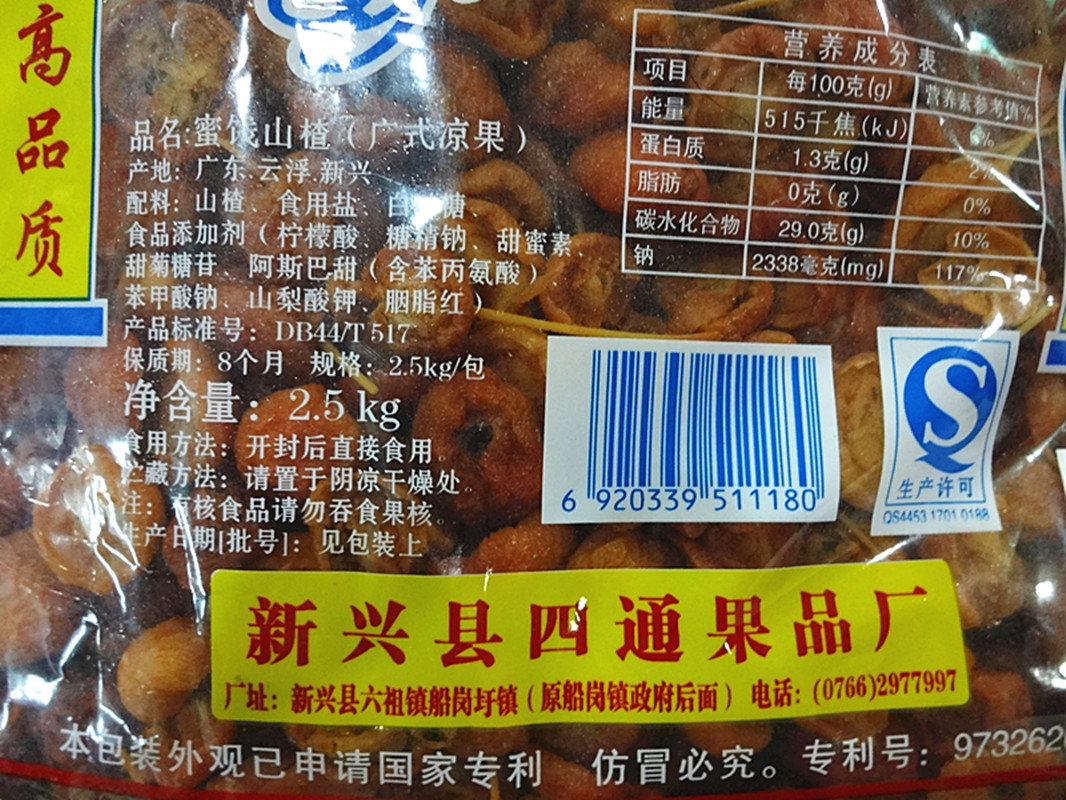 高品质
品名:蜜饯山楂(广式凉果)
产地: 广东.云浮.新兴
配料: 山楂、食用盐、白 糖、
食品添加剂(柠檬酸、糖精钠、甜蜜素、
甜菊糖苷、阿斯巴甜(含苯丙氨酸)
苯甲酸钠、山梨酸钾、胭脂红)
产品标准号: DB44/T 517
保质期: 8个月 规格: 2.5kg/包
净含量: 2.5 kg
食用方法: 开封后直接食用。
贮藏方法: 请置于阴凉干燥处。
注: 有核食品请勿吞食果核。
生产日期[批号]: 见包装上
营养成分表
项目 每100克(g) 营养素参考值%
能量 515千焦(kJ) %
蛋白质 1.3克(g) 2%
脂肪 0克(g) 0%
碳水化合物 29.0克(g) 10%
钠 2338毫克(mg) 117%
6 920339 511180
生产许可
QS4453 1701 0188
新兴县四通果品厂
厂址: 新兴县六祖镇船岗圩镇(原船岗镇政府后面) 电话: (0766)2977997
本包装外观已申请国家专利 仿冒必究。专利号: 973262